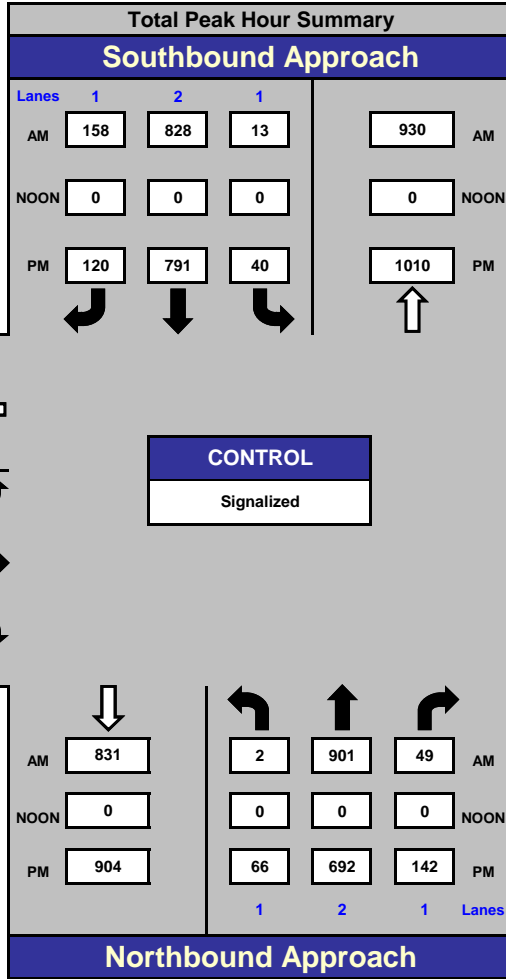 Total Peak Hour Summary
Southbound Approach
Lanes 1 2 1
AM 158 828 13 930 AM
NOON 0 0 0 0 NOON
PM 120 791 40 1010 PM
CONTROL
Signalized
AM 831 2 901 49 AM
NOON 0 0 0 0 NOON
PM 904 66 692 142 PM
1 2 1 Lanes
Northbound Approach